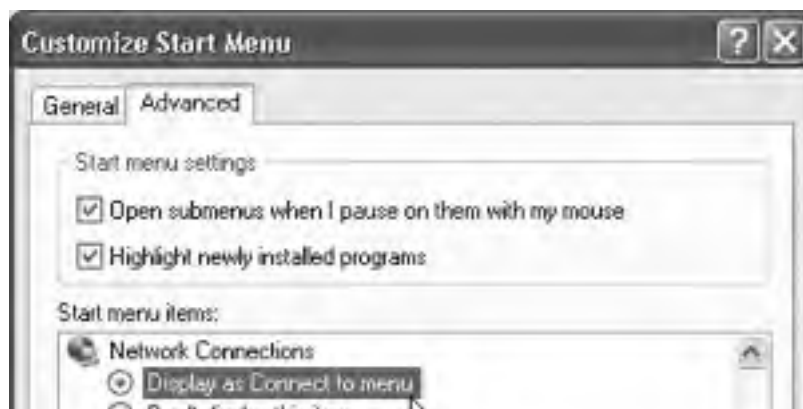 Customize Start Menu
General Advanced
Start menu settings
Open submenus when I pause on them with my mouse
Highlight newly installed programs
Start menu items:
Network Connections
Display as Connect to menu